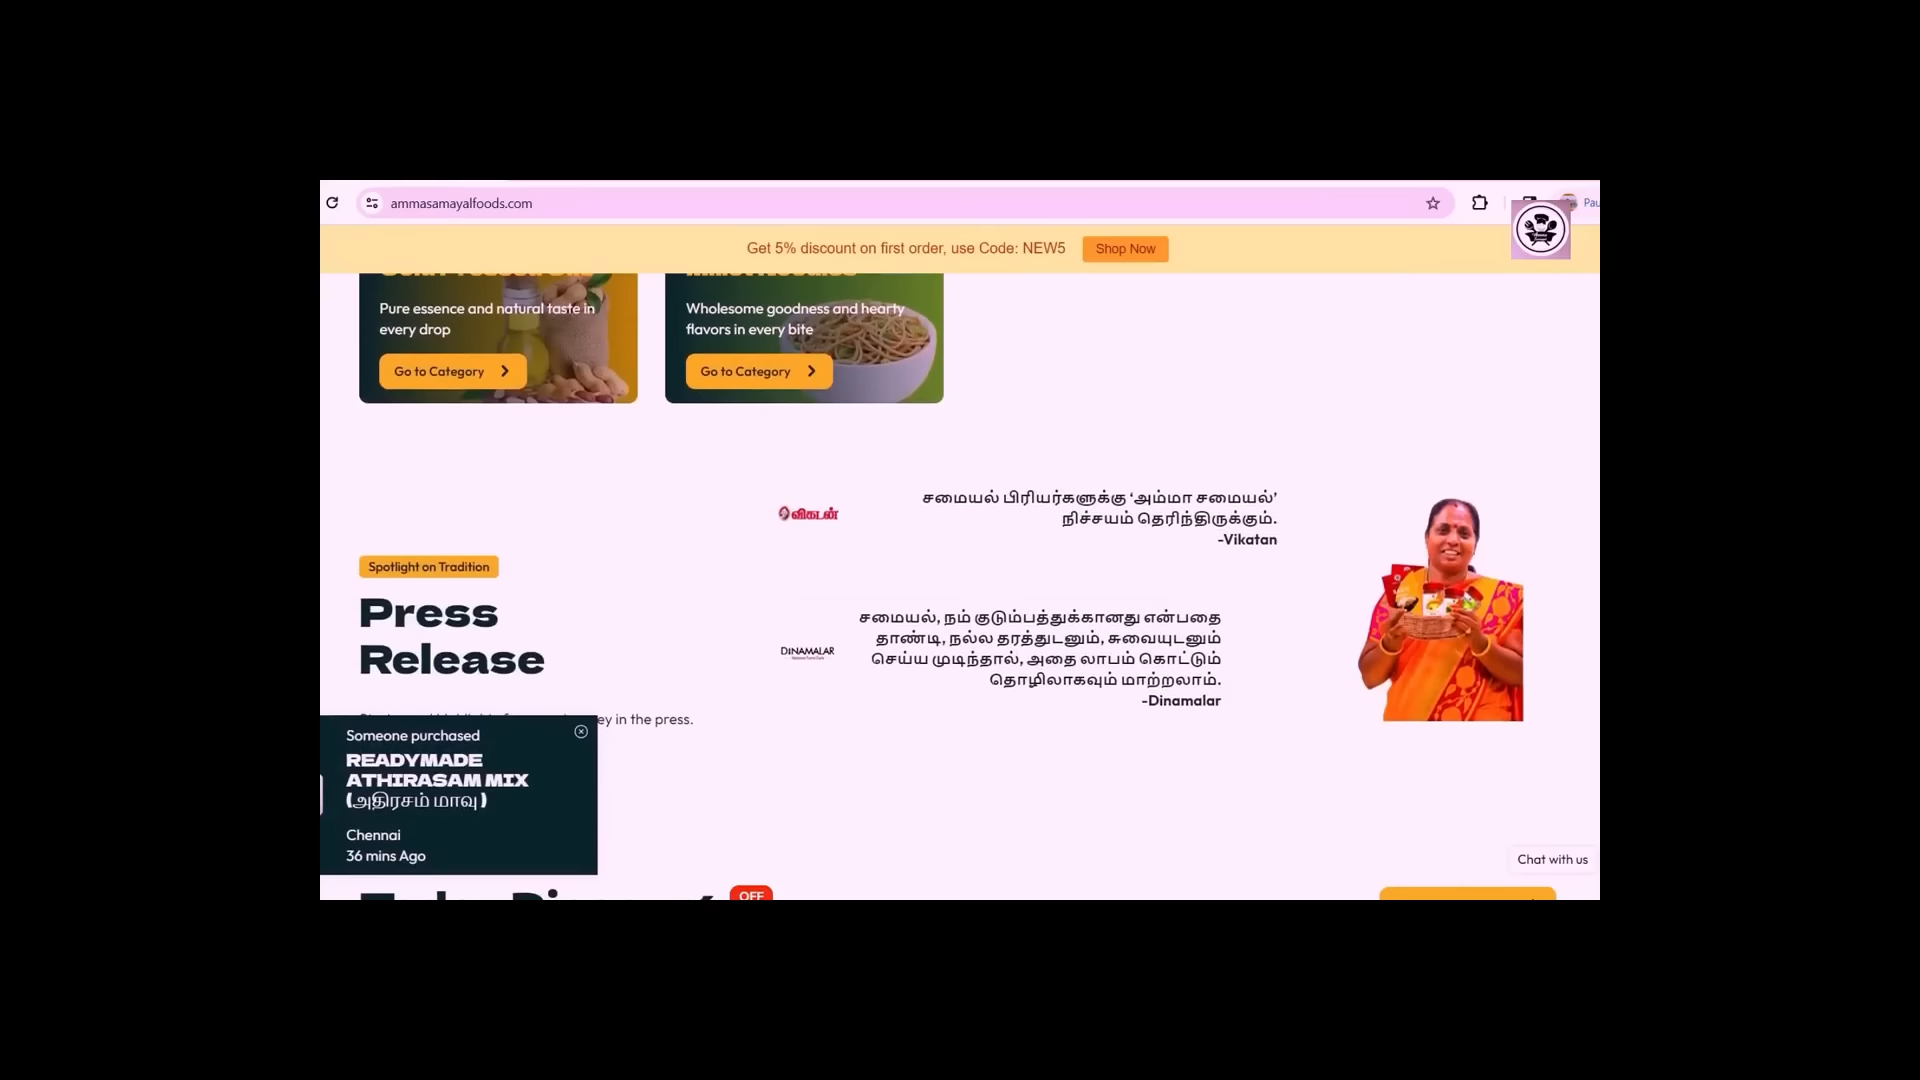 ammasamayalfoods.com
Pau
Get 5% discount on first order, use Code: NEW5
Shop Now
Pure essence and natural taste in
every drop
Go to Category
Wholesome goodness and hearty
flavors in every bite
Go to Category
விகடன்
சமையல் பிரியர்களுக்கு ‘அம்மா சமையல்’
நிச்சயம் தெரிந்திருக்கும்.
-Vikatan
Spotlight on Tradition
Press
Release
ey in the press.
DINAMALAR
சமையல், நம் குடும்பத்துக்கானது என்பதை
தாண்டி, நல்ல தரத்துடனும், சுவையுடனும்
செய்ய முடிந்தால், அதை லாபம் கொட்டும்
தொழிலாகவும் மாற்றலாம்.
-Dinamalar
Someone purchased
READYMADE
ATHIRASAM MIX
(அதிரசம் மாவு )
Chennai
36 mins Ago
Chat with us
OFF